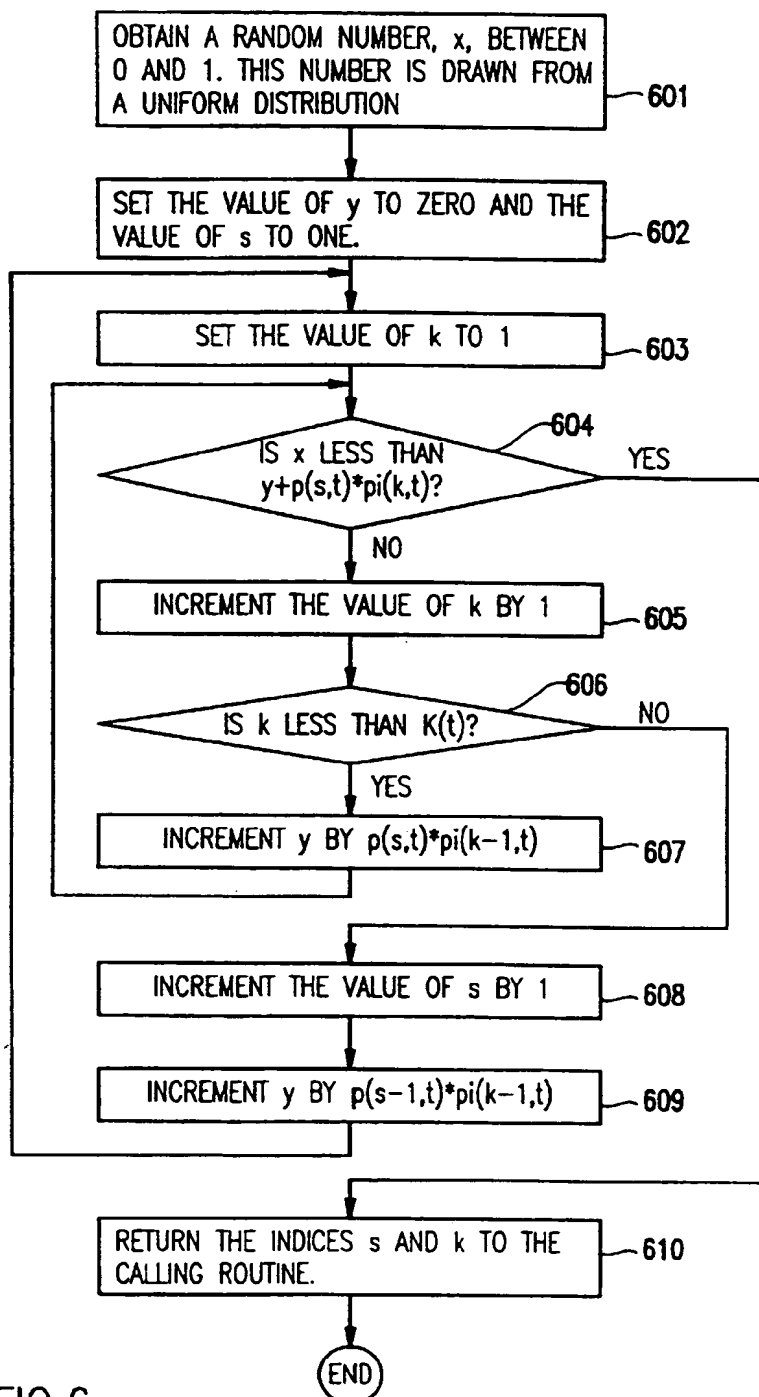 OBTAIN A RANDOM NUMBER, x, BETWEEN
0 AND 1. THIS NUMBER IS DRAWN FROM
A UNIFORM DISTRIBUTION
601
SET THE VALUE OF y TO ZERO AND THE
VALUE OF s TO ONE.
602
SET THE VALUE OF k TO 1
603
604
IS x LESS THAN
y+p(s,t)*pi(k,t)?
YES
NO
INCREMENT THE VALUE OF k BY 1
605
606
IS k LESS THAN K(t)?
NO
YES
INCREMENT y BY p(s,t)*pi(k-1,t)
607
INCREMENT THE VALUE OF s BY 1
608
INCREMENT y BY p(s-1,t)*pi(k-1,t)
609
RETURN THE INDICES s AND k TO THE
CALLING ROUTINE.
610
END